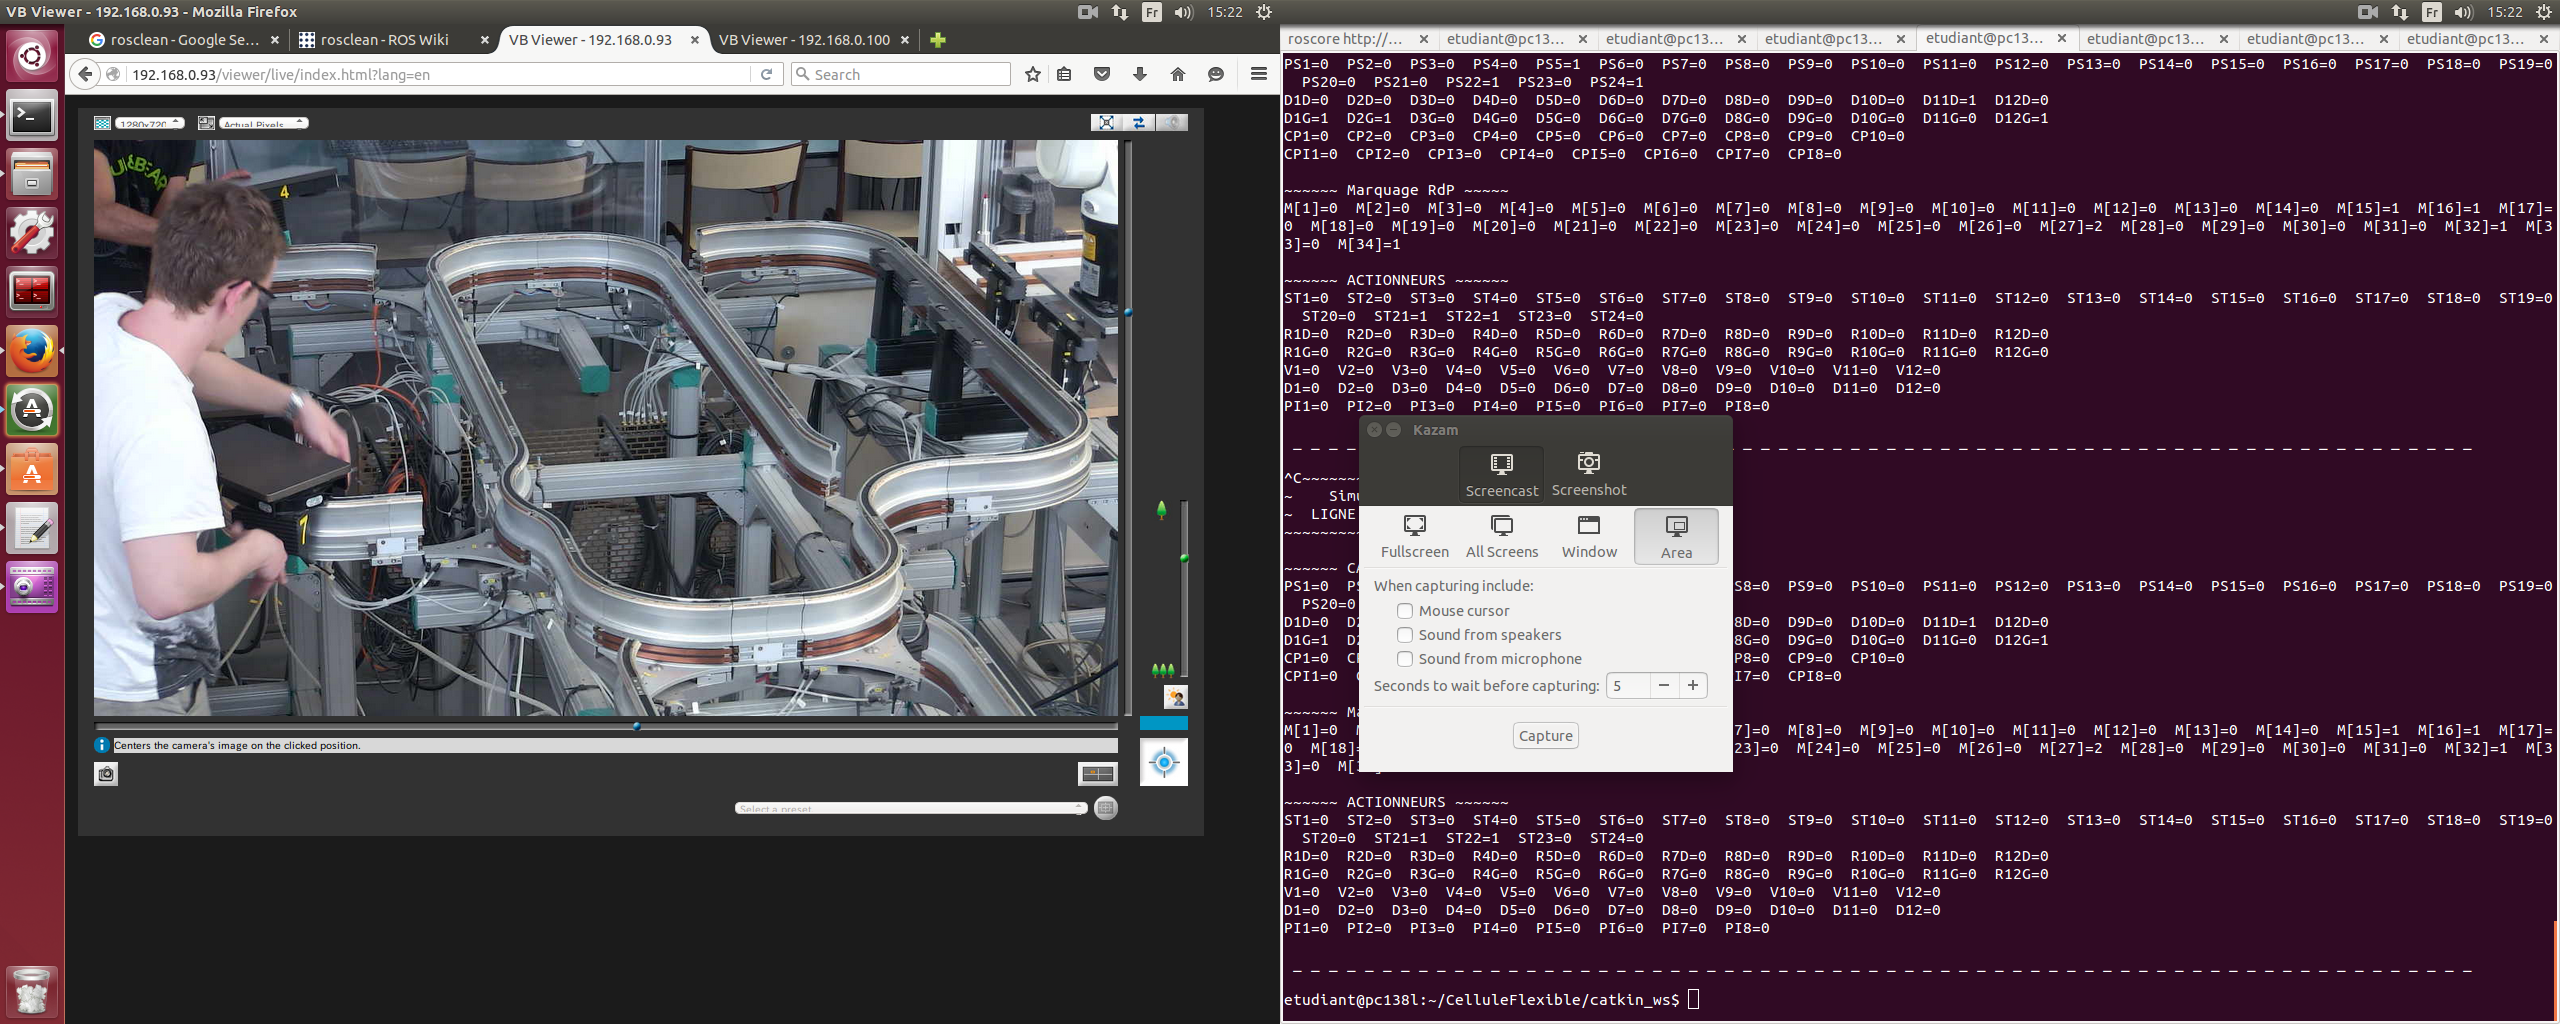 VB Viewer - 192.168.0.93 - Mozilla Firefox
Fr 15:22
Fr 15:22
rosclean - Google Se...
rosclean - ROS Wiki
VB Viewer - 192.168.0.93
VB Viewer - 192.168.0.100
192.168.0.93/viewer/live/index.html?lang=en
Search
1280x720
Actual Pixels
4
1
Centers the camera's image on the clicked position.
Select a preset
roscore http://... etudiant@pc13... etudiant@pc13... etudiant@pc13... etudiant@pc13... etudiant@pc13... etudiant@pc13... etudiant@pc13...
PS1=0 PS2=0 PS3=0 PS4=0 PS5=1 PS6=0 PS7=0 PS8=0 PS9=0 PS10=0 PS11=0 PS12=0 PS13=0 PS14=0 PS15=0 PS16=0 PS17=0 PS18=0 PS19=0
PS20=0 PS21=0 PS22=1 PS23=0 PS24=1
D1D=0 D2D=0 D3D=0 D4D=0 D5D=0 D6D=0 D7D=0 D8D=0 D9D=0 D10D=0 D11D=1 D12D=0
D1G=1 D2G=1 D3G=0 D4G=0 D5G=0 D6G=0 D7G=0 D8G=0 D9G=0 D10G=0 D11G=0 D12G=1
CP1=0 CP2=0 CP3=0 CP4=0 CP5=0 CP6=0 CP7=0 CP8=0 CP9=0 CP10=0
CPI1=0 CPI2=0 CPI3=0 CPI4=0 CPI5=0 CPI6=0 CPI7=0 CPI8=0
~~~~~~ Marquage RdP ~~~~~
M[1]=0 M[2]=0 M[3]=0 M[4]=0 M[5]=0 M[6]=0 M[7]=0 M[8]=0 M[9]=0 M[10]=0 M[11]=0 M[12]=0 M[13]=0 M[14]=0 M[15]=1 M[16]=1 M[17]=
0 M[18]=0 M[19]=0 M[20]=0 M[21]=0 M[22]=0 M[23]=0 M[24]=0 M[25]=0 M[26]=0 M[27]=2 M[28]=0 M[29]=0 M[30]=0 M[31]=0 M[32]=1 M[3
3]=0 M[34]=1
~~~~~~ ACTIONNEURS ~~~~~~
ST1=0 ST2=0 ST3=0 ST4=0 ST5=0 ST6=0 ST7=0 ST8=0 ST9=0 ST10=0 ST11=0 ST12=0 ST13=0 ST14=0 ST15=0 ST16=0 ST17=0 ST18=0 ST19=0
ST20=0 ST21=1 ST22=1 ST23=0 ST24=0
R1D=0 R2D=0 R3D=0 R4D=0 R5D=0 R6D=0 R7D=0 R8D=0 R9D=0 R10D=0 R11D=0 R12D=0
R1G=0 R2G=0 R3G=0 R4G=0 R5G=0 R6G=0 R7G=0 R8G=0 R9G=0 R10G=0 R11G=0 R12G=0
V1=0 V2=0 V3=0 V4=0 V5=0 V6=0 V7=0 V8=0 V9=0 V10=0 V11=0 V12=0
D1=0 D2=0 D3=0 D4=0 D5=0 D6=0 D7=0 D8=0 D9=0 D10=0 D11=0 D12=0
PI1=0 PI2=0 PI3=0 PI4=0 PI5=0 PI6=0 PI7=0 PI8=0
^C~~~~~~~~
~ Simu
~ LIGNE
~~~~~~~~~
~~~~~~ CA
PS1=0 PS S8=0 PS9=0 PS10=0 PS11=0 PS12=0 PS13=0 PS14=0 PS15=0 PS16=0 PS17=0 PS18=0 PS19=0
PS20=0
D1D=0 D2 8D=0 D9D=0 D10D=0 D11D=1 D12D=0
D1G=1 D2 8G=0 D9G=0 D10G=0 D11G=0 D12G=1
CP1=0 CP P8=0 CP9=0 CP10=0
CPI1=0 C I7=0 CPI8=0
~~~~~~ Ma
M[1]=0 M 7]=0 M[8]=0 M[9]=0 M[10]=0 M[11]=0 M[12]=0 M[13]=0 M[14]=0 M[15]=1 M[16]=1 M[17]=
0 M[18]= 23]=0 M[24]=0 M[25]=0 M[26]=0 M[27]=2 M[28]=0 M[29]=0 M[30]=0 M[31]=0 M[32]=1 M[3
3]=0 M[
~~~~~~ ACTIONNEURS ~~~~~~
ST1=0 ST2=0 ST3=0 ST4=0 ST5=0 ST6=0 ST7=0 ST8=0 ST9=0 ST10=0 ST11=0 ST12=0 ST13=0 ST14=0 ST15=0 ST16=0 ST17=0 ST18=0 ST19=0
ST20=0 ST21=1 ST22=1 ST23=0 ST24=0
R1D=0 R2D=0 R3D=0 R4D=0 R5D=0 R6D=0 R7D=0 R8D=0 R9D=0 R10D=0 R11D=0 R12D=0
R1G=0 R2G=0 R3G=0 R4G=0 R5G=0 R6G=0 R7G=0 R8G=0 R9G=0 R10G=0 R11G=0 R12G=0
V1=0 V2=0 V3=0 V4=0 V5=0 V6=0 V7=0 V8=0 V9=0 V10=0 V11=0 V12=0
D1=0 D2=0 D3=0 D4=0 D5=0 D6=0 D7=0 D8=0 D9=0 D10=0 D11=0 D12=0
PI1=0 PI2=0 PI3=0 PI4=0 PI5=0 PI6=0 PI7=0 PI8=0
etudiant@pc138l:~/CelluleFlexible/catkin_ws$
Kazam
Screencast Screenshot
Fullscreen All Screens Window Area
When capturing include:
Mouse cursor
Sound from speakers
Sound from microphone
Seconds to wait before capturing: 5
Capture